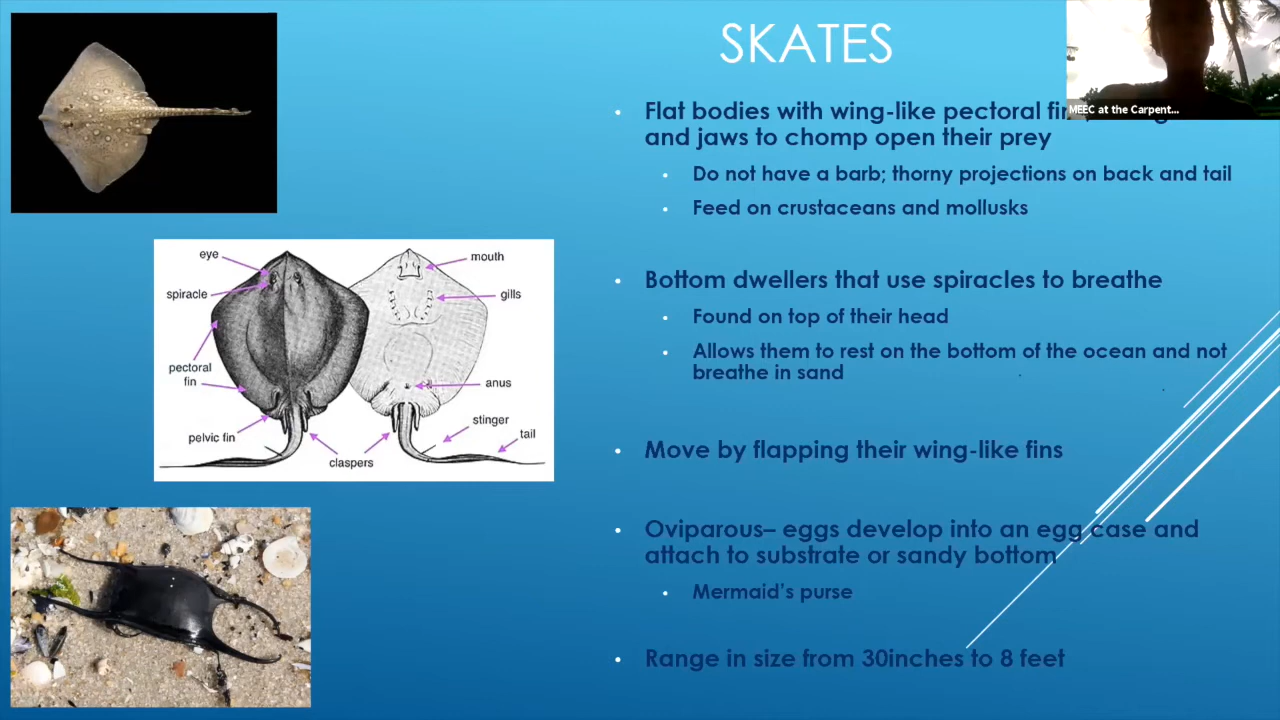 SKATES
MEEC at the Carpent...
Flat bodies with wing-like pectoral
and jaws to chomp open their prey
Do not have a barb; thorny projections on back and tail
Feed on crustaceans and mollusks
Bottom dwellers that use spiracles to breathe
Found on top of their head
Allows them to rest on the bottom of the ocean and not
breathe in sand
Move by flapping their wing-like fins
Oviparous– eggs develop into an egg case and
attach to substrate or sandy bottom
Mermaid's purse
Range in size from 30inches to 8 feet
eye
spiracle
pectoral
fin
pelvic fin
claspers
mouth
gills
anus
stinger
tail